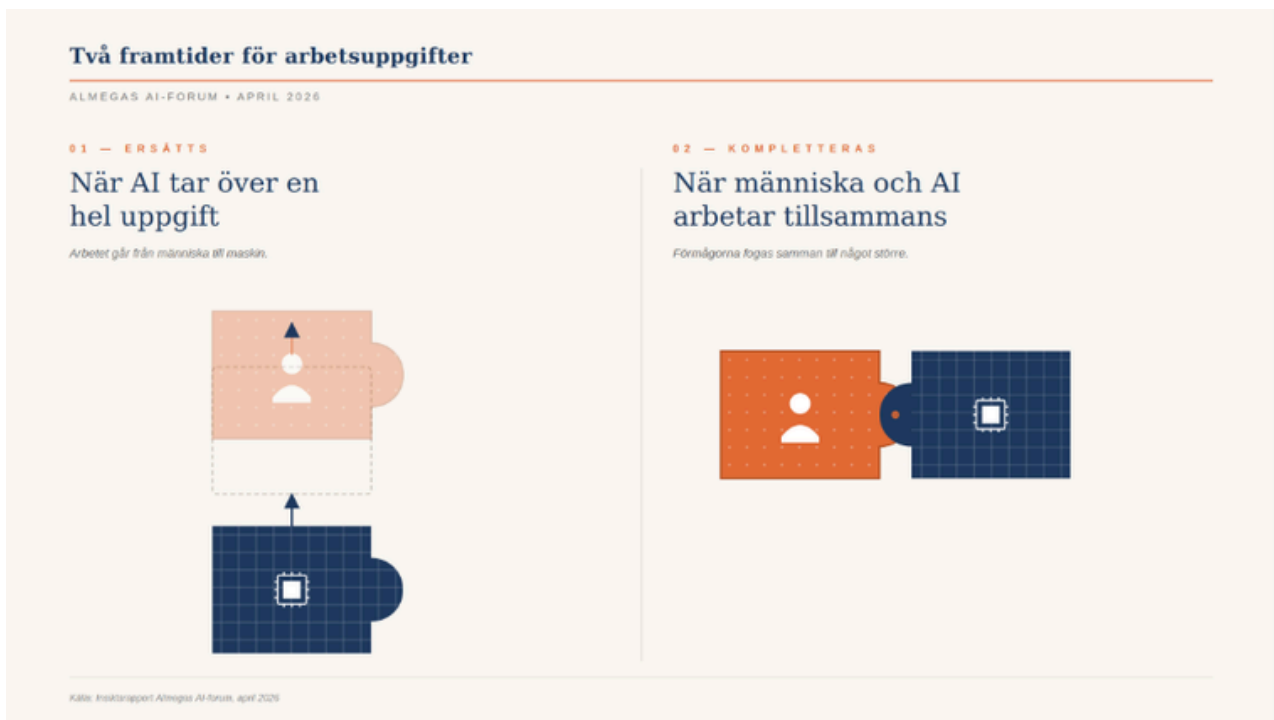 Två framtider för arbetsuppgifter
ALMEGAS AI-FORUM • APRIL 2026
01 — ERSÄTTS
När AI tar över en
hel uppgift
Arbetet går från människa till maskin.
02 — KOMPLETTERAS
När människa och AI
arbetar tillsammans
Förmågorna fogas samman till något större.
Källa: Insiktsrapport Almegas AI-forum, april 2026